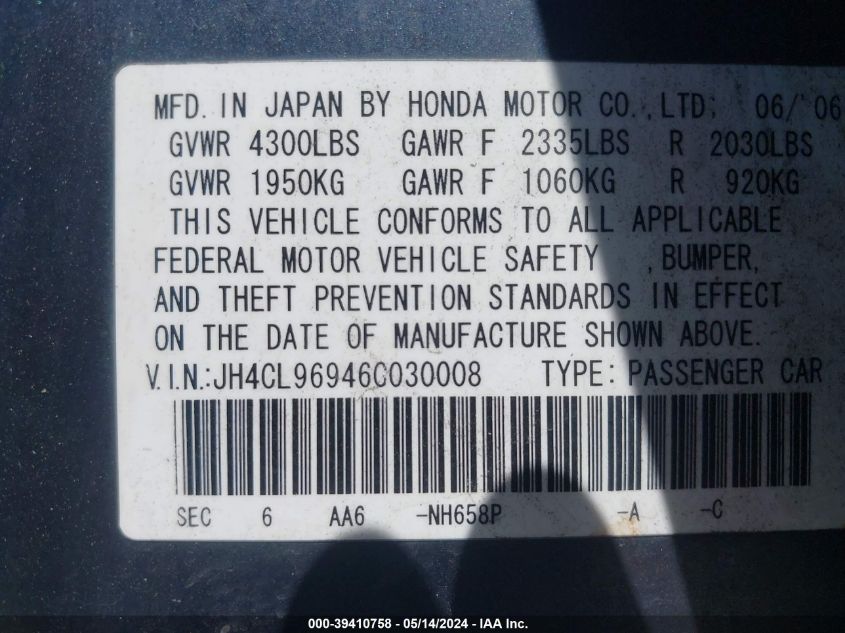 MFD. IN JAPAN BY HONDA MOTOR CO., LTD. 06/'06
GVWR 4300LBS GAWR F 2335LBS R 2030LBS
GVWR 1950KG GAWR F 1060KG R 920KG
THIS VEHICLE CONFORMS TO ALL APPLICABLE
FEDERAL MOTOR VEHICLE SAFETY , BUMPER,
AND THEFT PREVENTION STANDARDS IN EFFECT
ON THE DATE OF MANUFACTURE SHOWN ABOVE.
V.I.N.: JH4CL96946C030008 TYPE: PASSENGER CAR
SEC 6 AA6 -NH658P -A -C
000-39410758 — 05/14/2024 — IAA Inc.